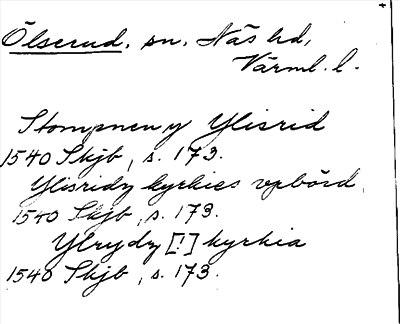 Ölserud, sn, Näs hd,
Värml. l.
Stompnen y Ylisrid
1540 Skjb, s. 173.
Ylisridz kyrkies vpbörd,
1540 Skjb, s. 173.
Ylrydz [!] kyrkia
1540 Skjb, s. 173.